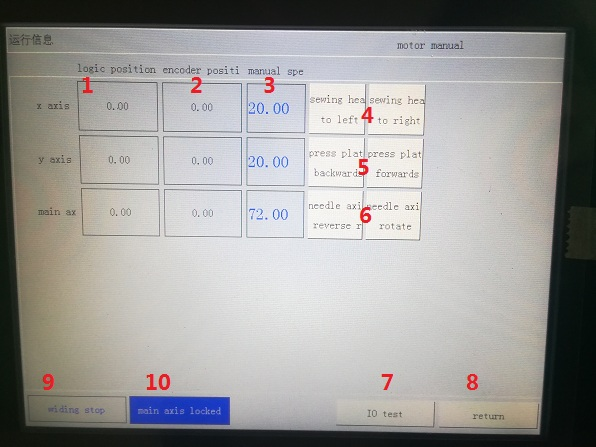 运行信息
motor manual
logic position encoder positi manual spe
1 2 3
x axis 0.00 0.00 20.00 sewing hea sewing hea
to left 4 to right
y axis 0.00 0.00 20.00 press plat press plat
backwards 5 forwards
main ax 0.00 0.00 72.00 needle axi needle axi
reverse r 6 rotate
9 10 7 8
widing stop main axis locked IO test return